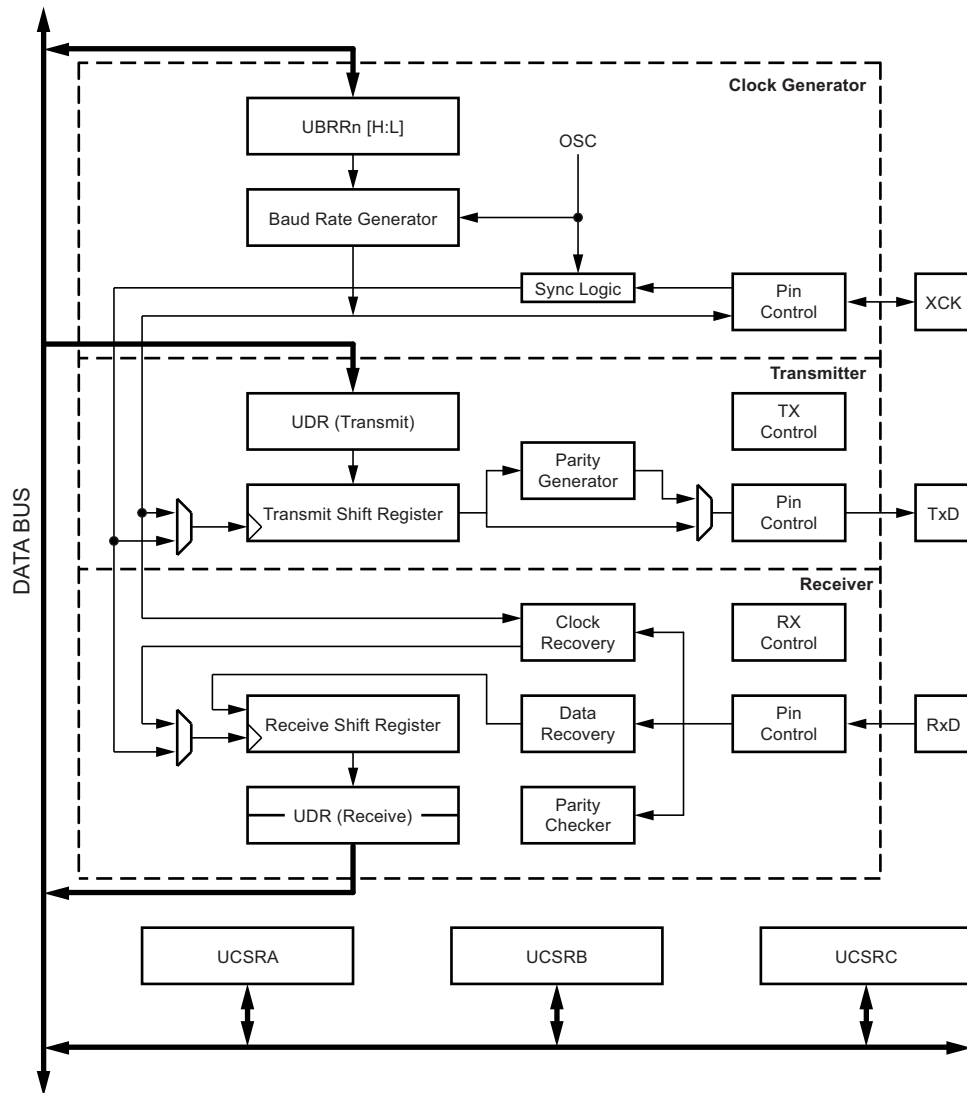 Clock Generator
UBRRn [H:L]
OSC
Baud Rate Generator
Sync Logic
Pin
Control
XCK
Transmitter
UDR (Transmit)
TX
Control
Parity
Generator
Transmit Shift Register
Pin
Control
TxD
DATA BUS
Receiver
Clock
Recovery
RX
Control
Receive Shift Register
Data
Recovery
Pin
Control
RxD
UDR (Receive)
Parity
Checker
UCSRA
UCSRB
UCSRC